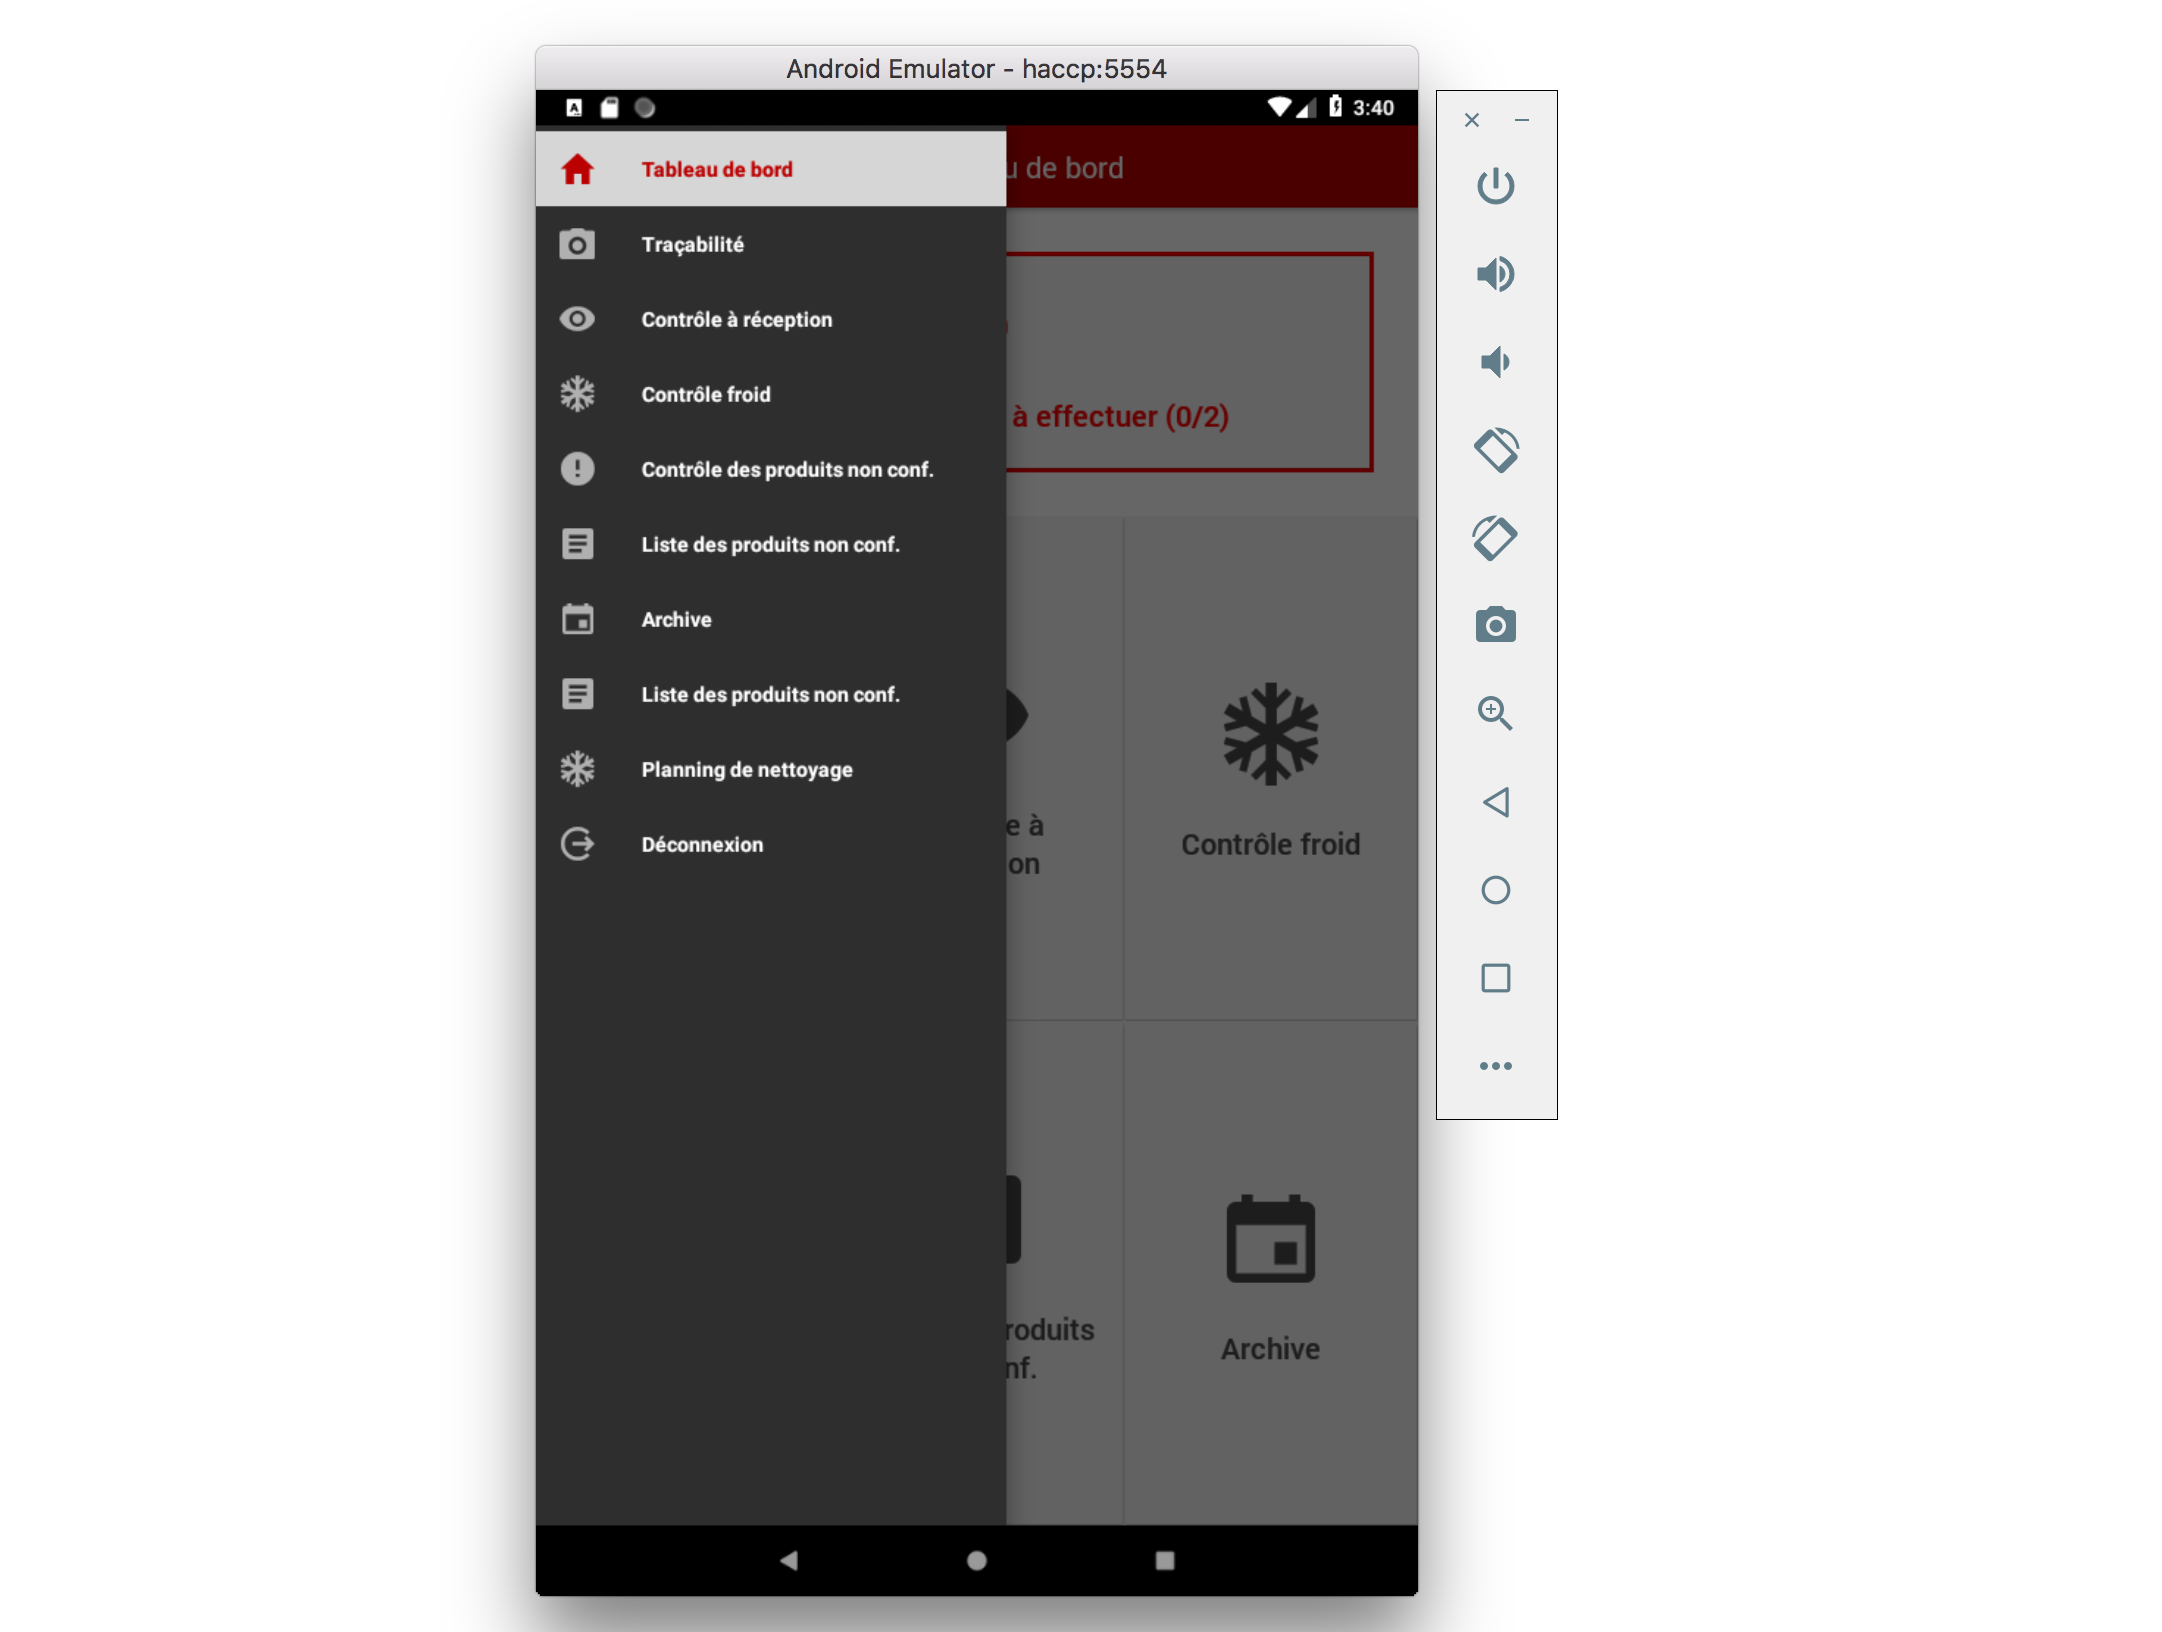 Android Emulator - haccp:5554
3:40
Tableau de bord
u de bord
Traçabilité
Contrôle à réception
Contrôle froid
à effectuer (0/2)
Contrôle des produits non conf.
Liste des produits non conf.
Archive
Liste des produits non conf.
Planning de nettoyage
Déconnexion
e à
on
Contrôle froid
roduits
nf.
Archive